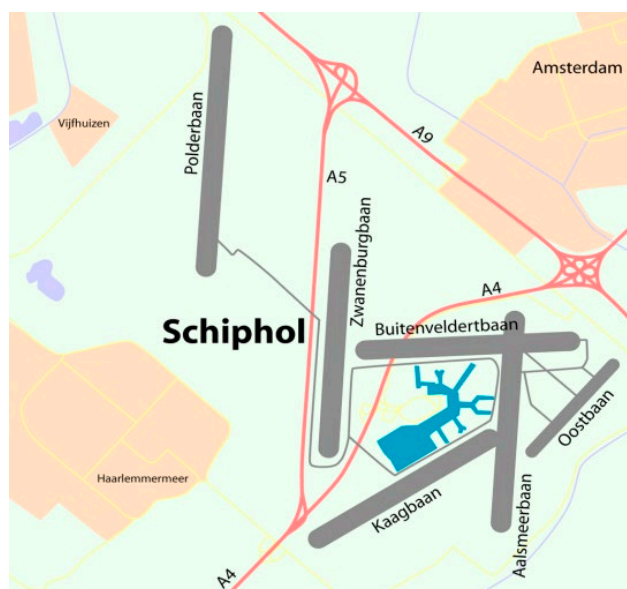 Amsterdam
Vijfhuizen
Polderbaan
A9
A5
Zwanenburgbaan
A4
Schiphol
Buitenveldertbaan
Oostbaan
Haarlemmermeer
Kaagbaan
Aalsmeerbaan
A4